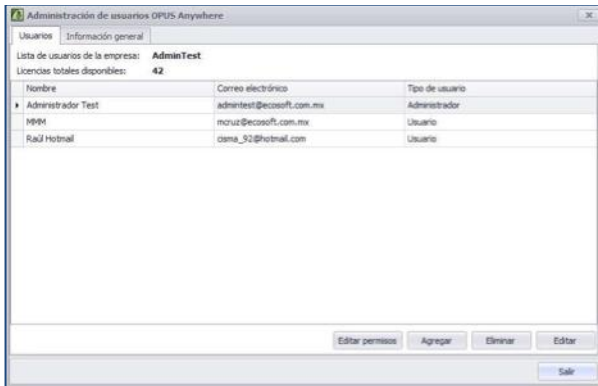 Administración de usuarios OPUS Anywhere
Usuarios Información general
Lista de usuarios de la empresa: AdminTest
Licencias totales disponibles: 42
Nombre Correo electrónico Tipo de usuario
Administrador Test admintest@ecosoft.com.mx Administrador
MMM mcruz@ecosoft.com.mx Usuario
Raúl Hotmail cisma_92@hotmail.com Usuario
Editar permisos Agregar Eliminar Editar
Salir